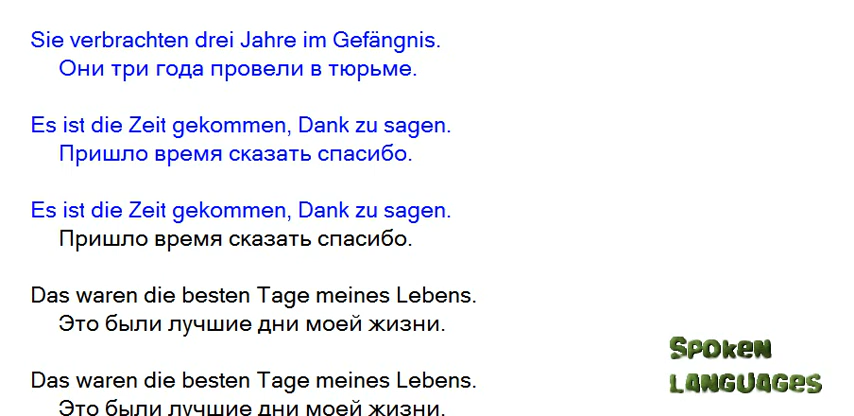 Sie verbrachten drei Jahre im Gefängnis.
Они три года провели в тюрьме.
Es ist die Zeit gekommen, Dank zu sagen.
Пришло время сказать спасибо.
Es ist die Zeit gekommen, Dank zu sagen.
Пришло время сказать спасибо.
Das waren die besten Tage meines Lebens.
Это были лучшие дни моей жизни.
Das waren die besten Tage meines Lebens.
Это были лучшие дни моей жизни.
Spoken
Languages